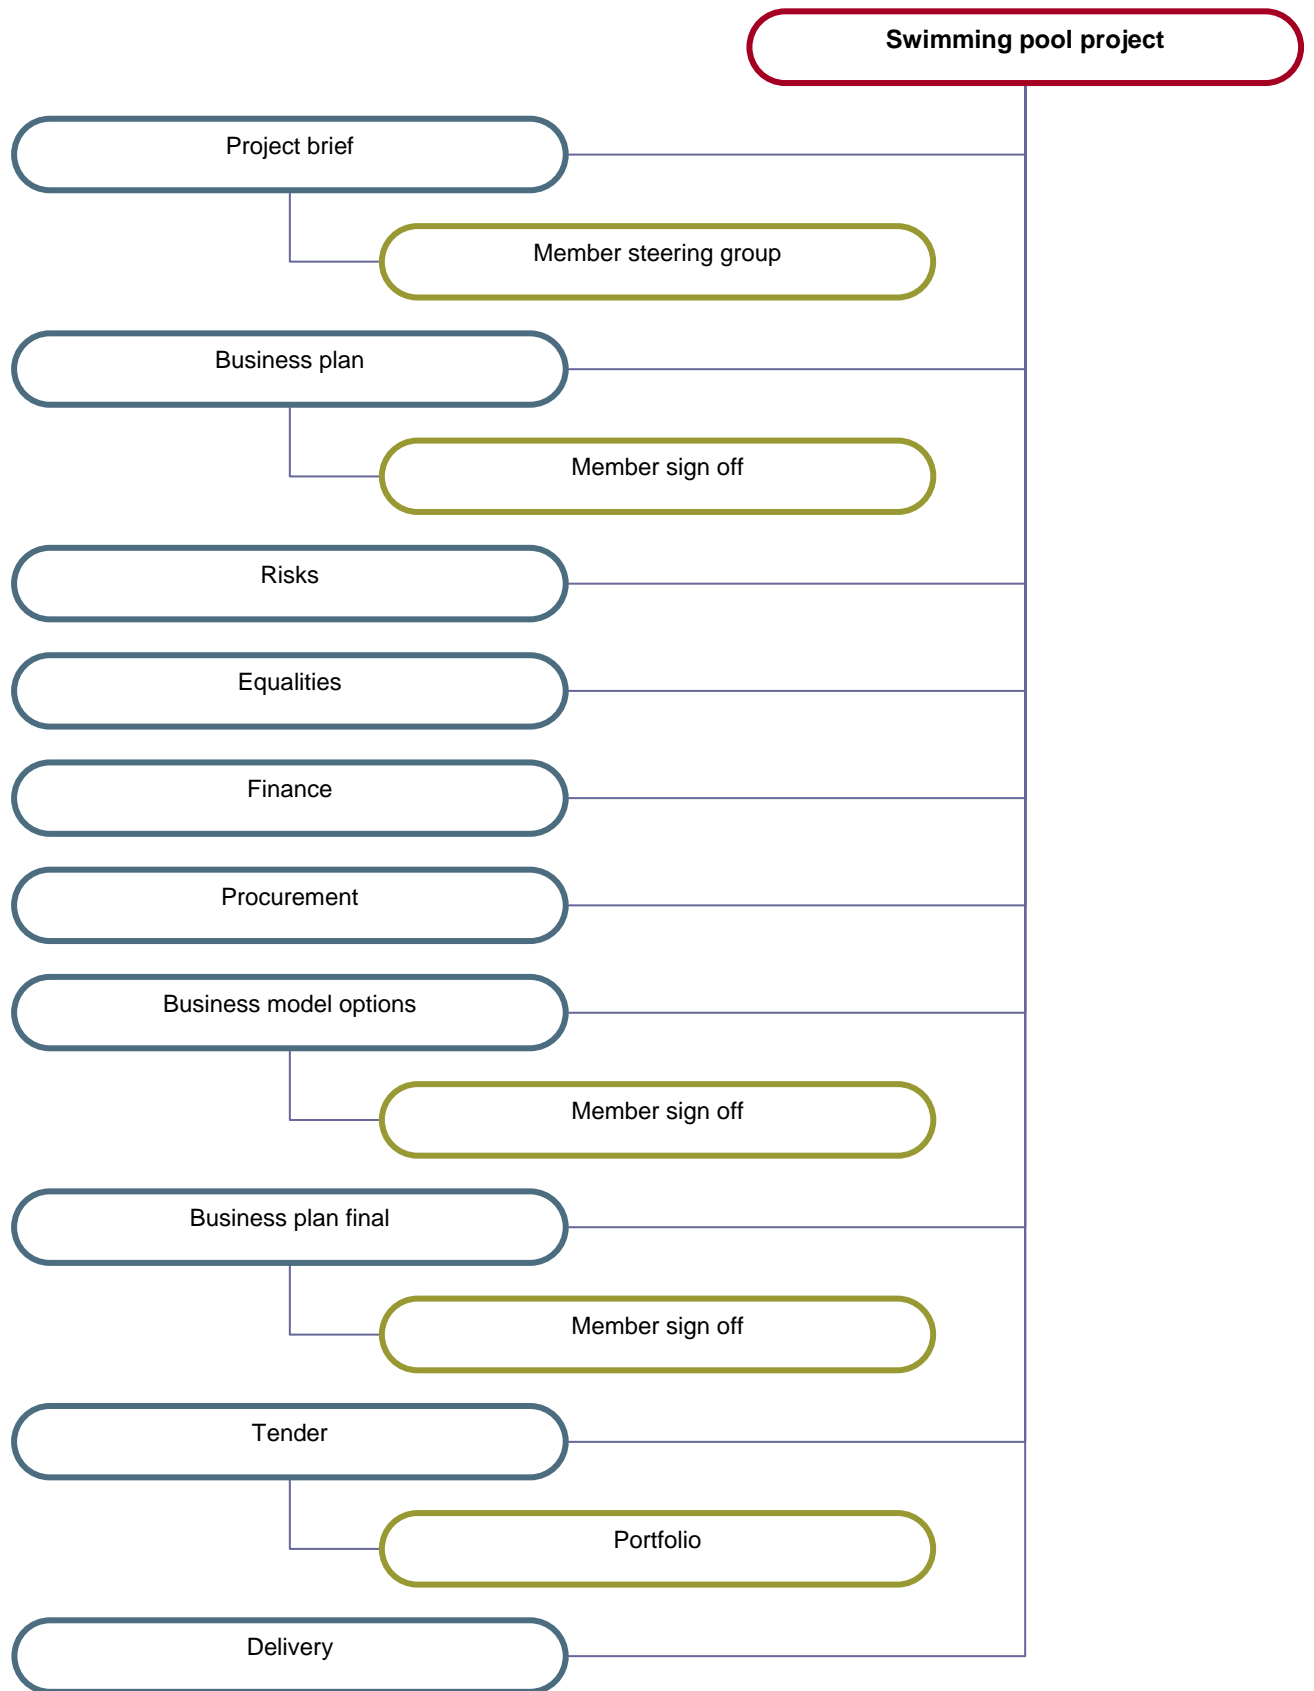 Swimming pool project
Project brief
Member steering group
Business plan
Member sign off
Risks
Equalities
Finance
Procurement
Business model options
Member sign off
Business plan final
Member sign off
Tender
Portfolio
Delivery